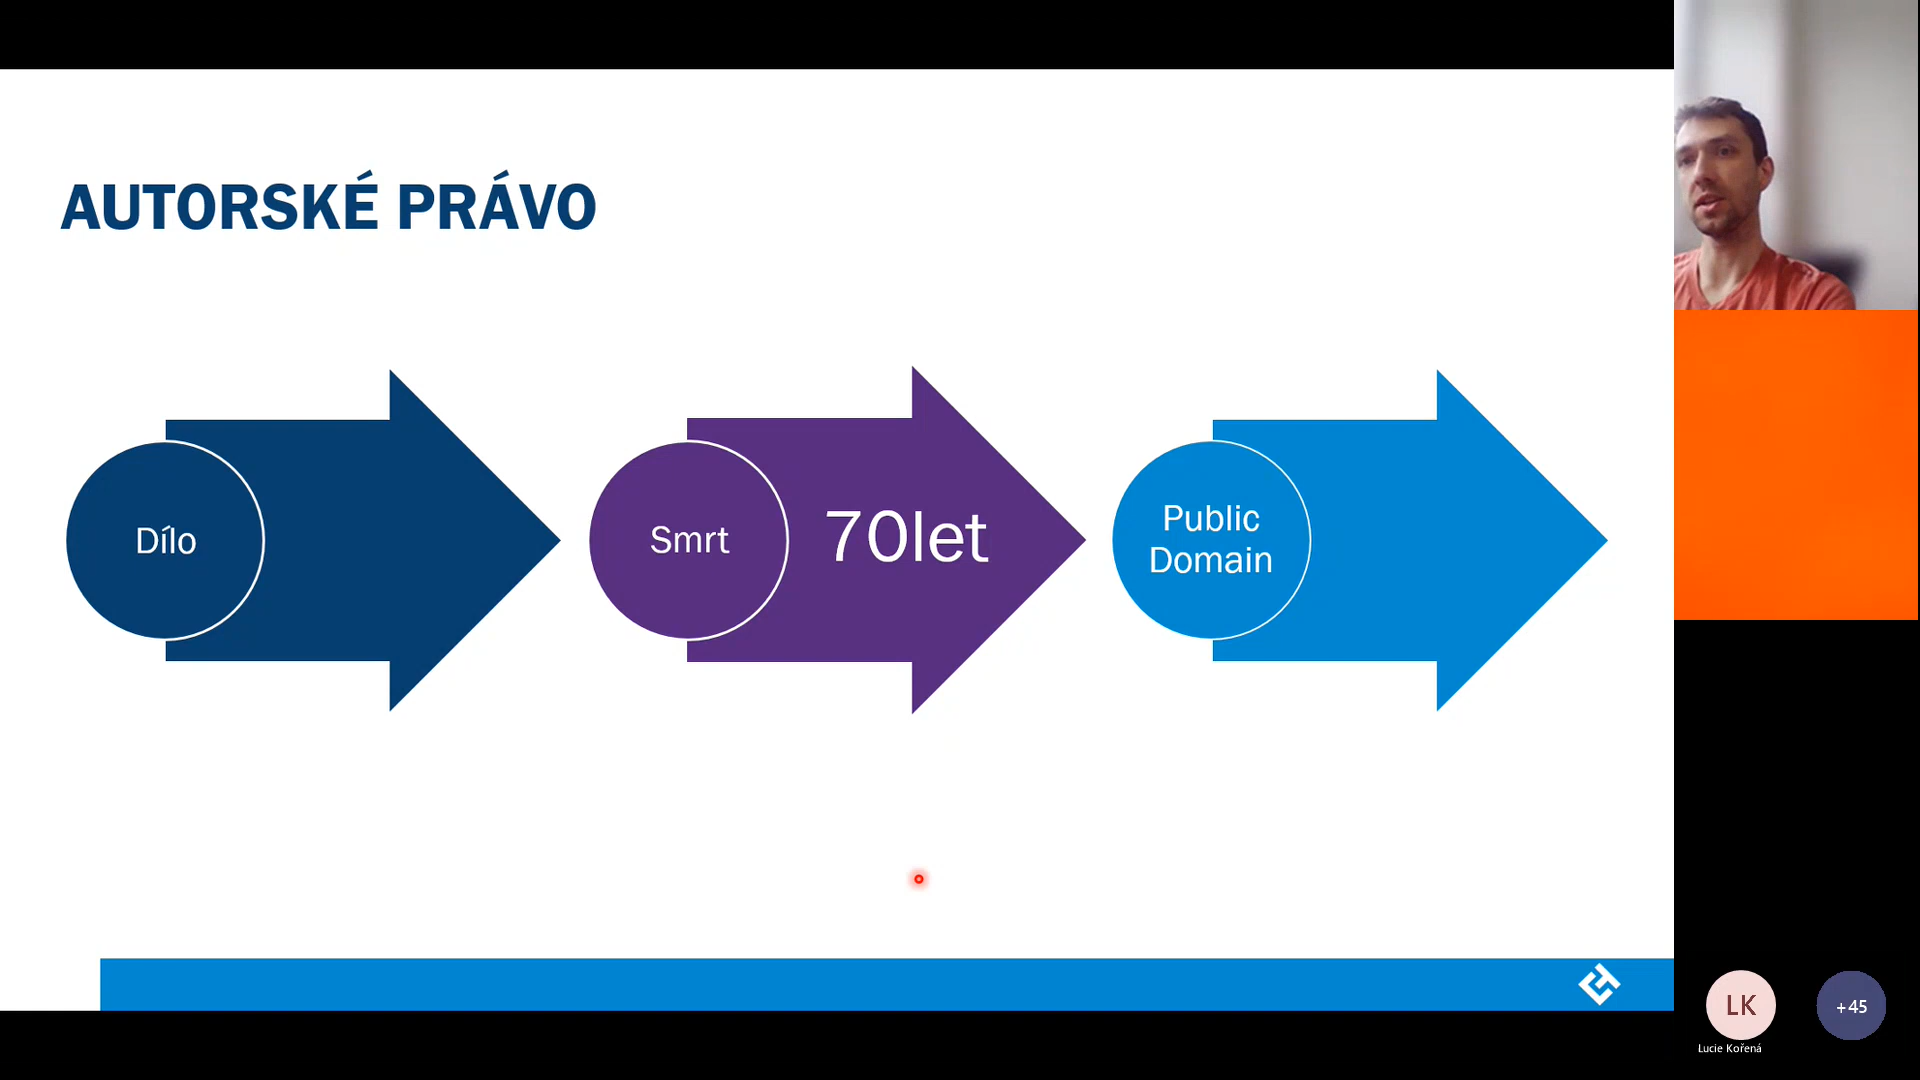 AUTORSKÉ PRÁVO
Dílo
Smrt
70let
Public
Domain
LK
+45
Lucie Kořená